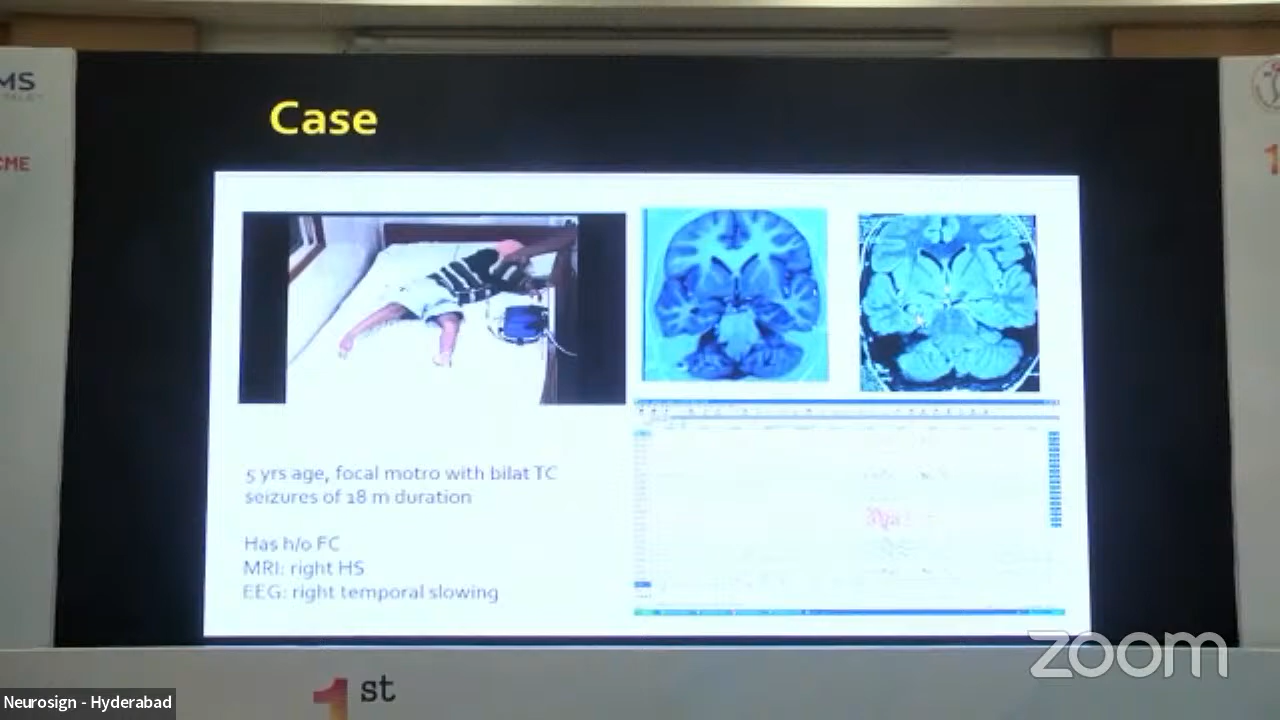 MS
CME
Case
5 yrs age, focal motro with bilat TC
seizures of 18 m duration
Has h/o FC
MRI: right HS
EEG: right temporal slowing
1st
zoom
Neurosign - Hyderabad